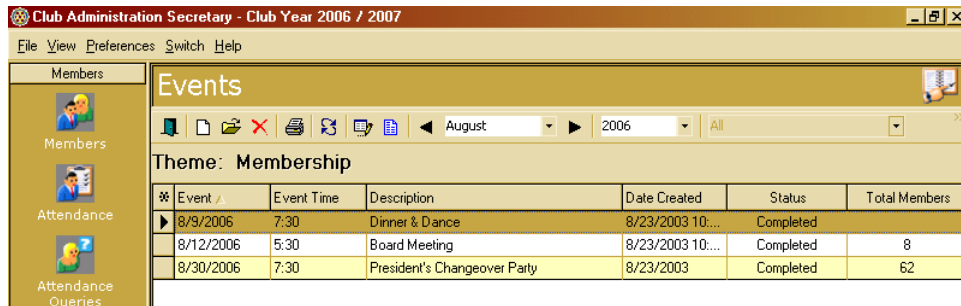 Club Administration Secretary - Club Year 2006 / 2007
File View Preferences Switch Help
Members
Members
Attendance
Attendance
Queries
Events
August 2006 All
Theme: Membership
Event Event Time Description Date Created Status Total Members
8/9/2006 7:30 Dinner & Dance 8/23/2003 10:... Completed
8/12/2006 5:30 Board Meeting 8/23/2003 10:... Completed 8
8/30/2006 7:30 President's Changeover Party 8/23/2003 Completed 62